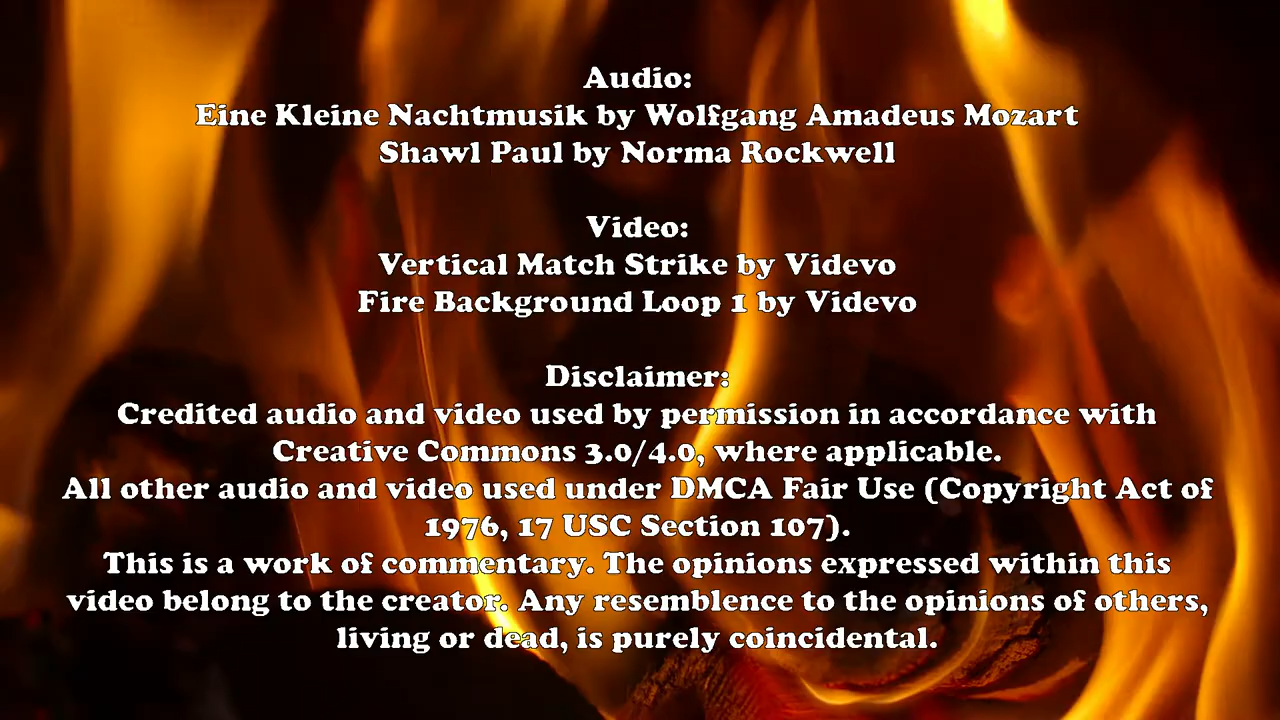 Audio:
Eine Kleine Nachtmusik by Wolfgang Amadeus Mozart
Shawl Paul by Norma Rockwell
Video:
Vertical Match Strike by Videvo
Fire Background Loop 1 by Videvo
Disclaimer:
Credited audio and video used by permission in accordance with
Creative Commons 3.0/4.0, where applicable.
All other audio and video used under DMCA Fair Use (Copyright Act of
1976, 17 USC Section 107).
This is a work of commentary. The opinions expressed within this
video belong to the creator. Any resemblence to the opinions of others,
living or dead, is purely coincidental.